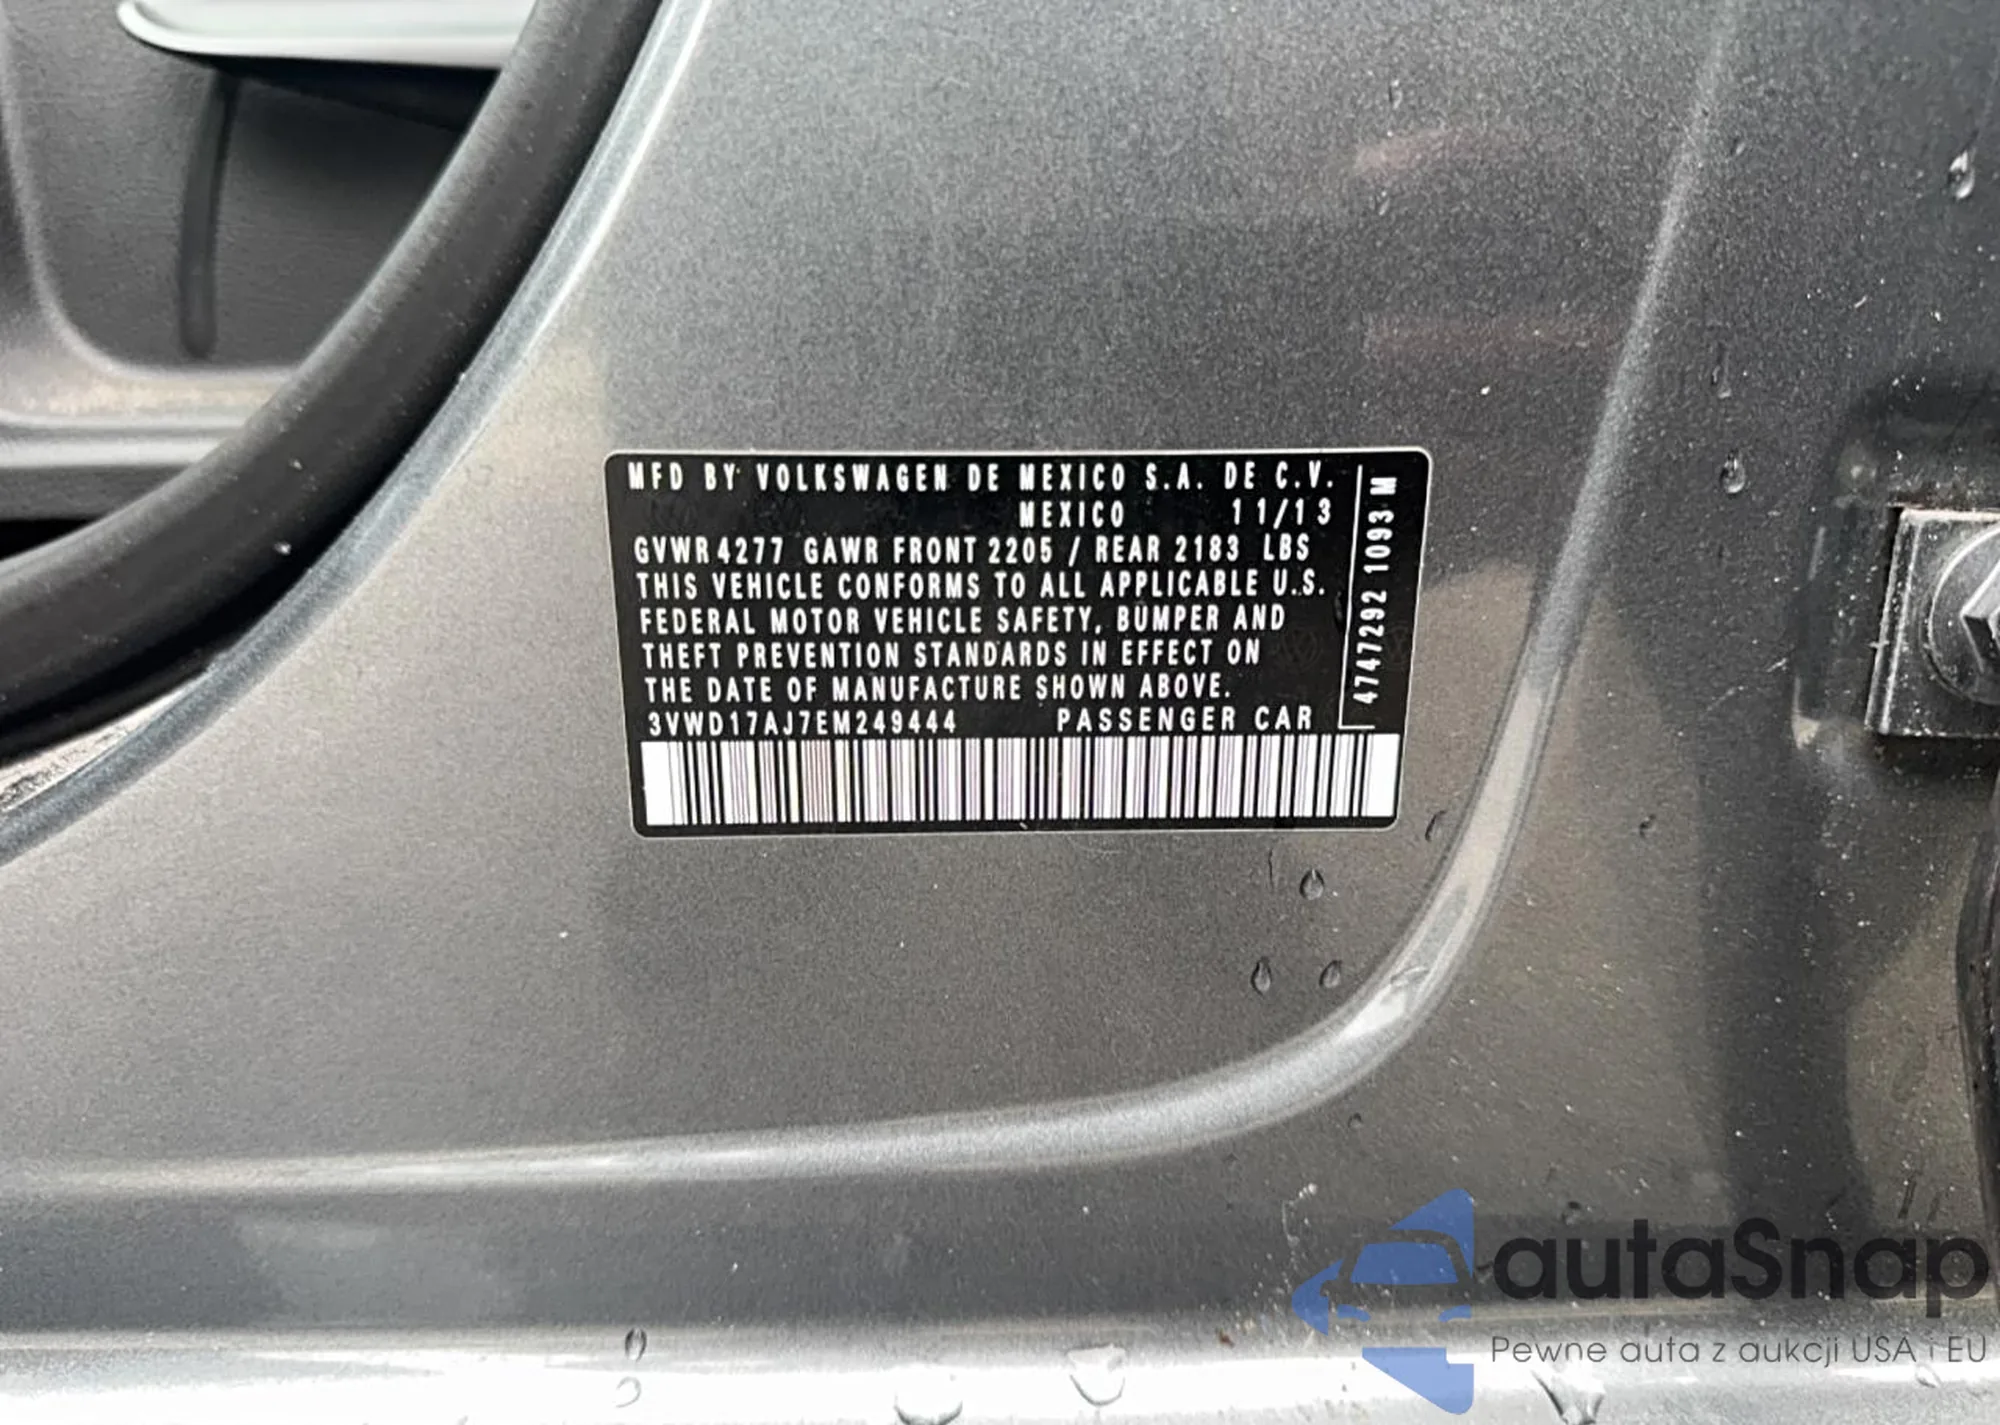 MFD BY VOLKSWAGEN DE MEXICO S.A. DE C.V.
MEXICO 11/13
GVWR 4277 GAWR FRONT 2205 / REAR 2183 LBS
THIS VEHICLE CONFORMS TO ALL APPLICABLE U.S.
FEDERAL MOTOR VEHICLE SAFETY, BUMPER AND
THEFT PREVENTION STANDARDS IN EFFECT ON
THE DATE OF MANUFACTURE SHOWN ABOVE.
3VWD17AJ7EM249444 PASSENGER CAR
4747292 1093 M
autaSnap
Pewne auta z aukcji USA i EU